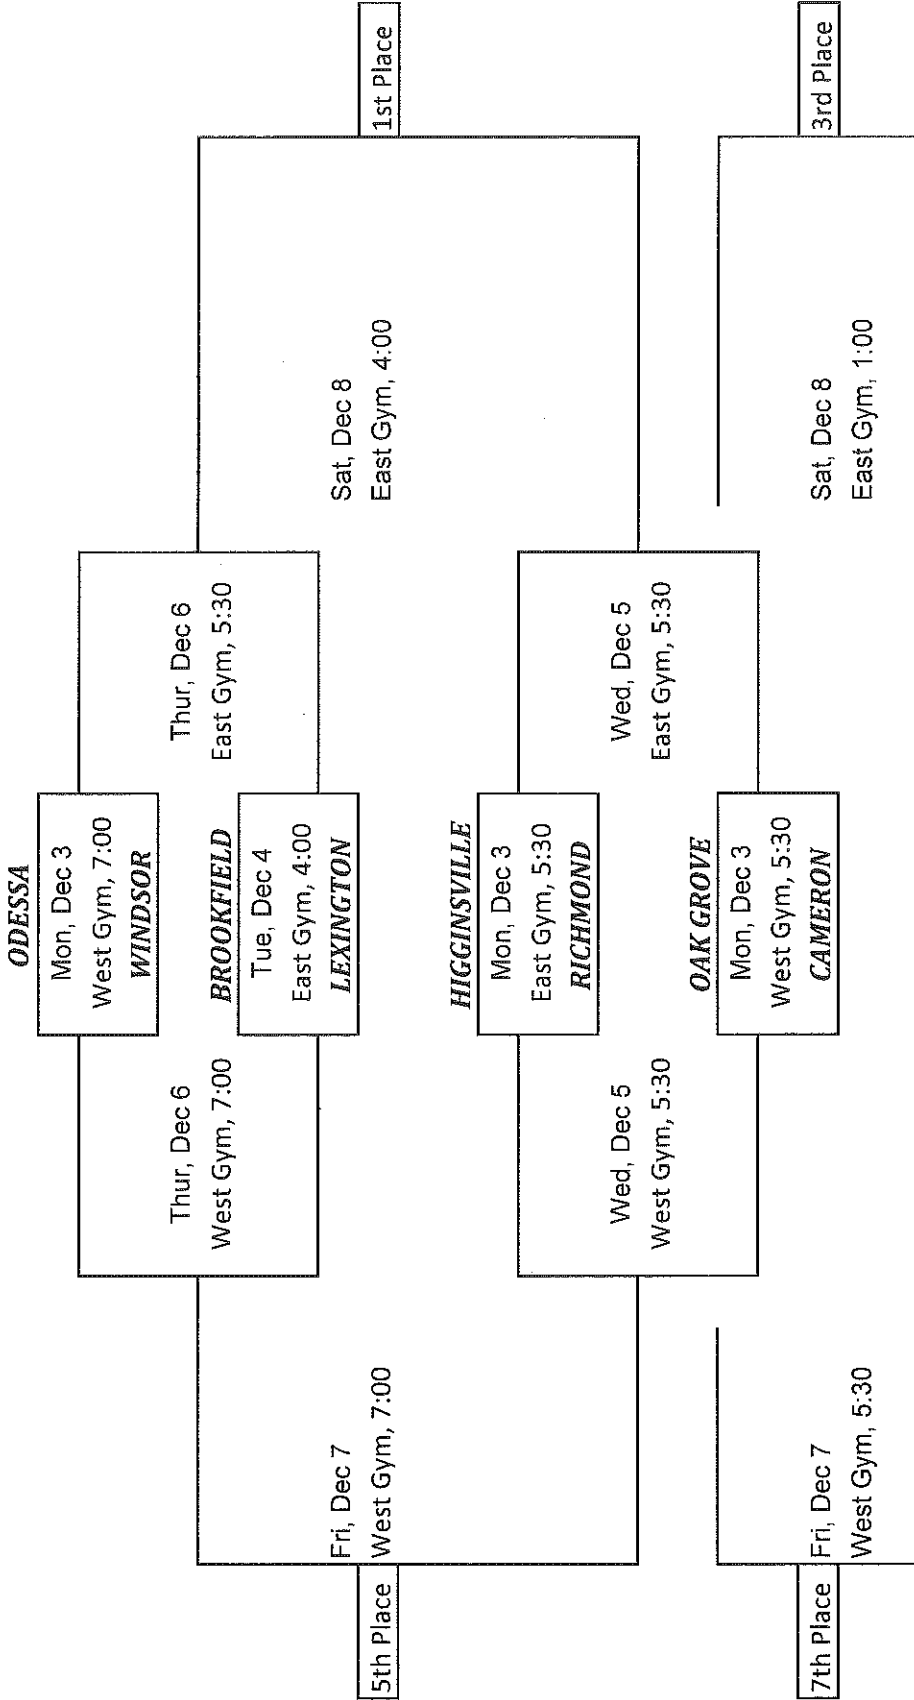 ODESSA
Mon, Dec 3
West Gym, 7:00
WINDSOR
Thur, Dec 6
West Gym, 7:00
Thur, Dec 6
East Gym, 5:30
BROOKFIELD
Tue, Dec 4
East Gym, 4:00
LEXINGTON
Fri, Dec 7
West Gym, 7:00
5th Place
Sat, Dec 8
East Gym, 4:00
1st Place
HIGGINSVILLE
Mon, Dec 3
East Gym, 5:30
RICHMOND
Wed, Dec 5
West Gym, 5:30
Wed, Dec 5
East Gym, 5:30
OAK GROVE
Mon, Dec 3
West Gym, 5:30
CAMERON
7th Place
Fri, Dec 7
West Gym, 5:30
Sat, Dec 8
East Gym, 1:00
3rd Place